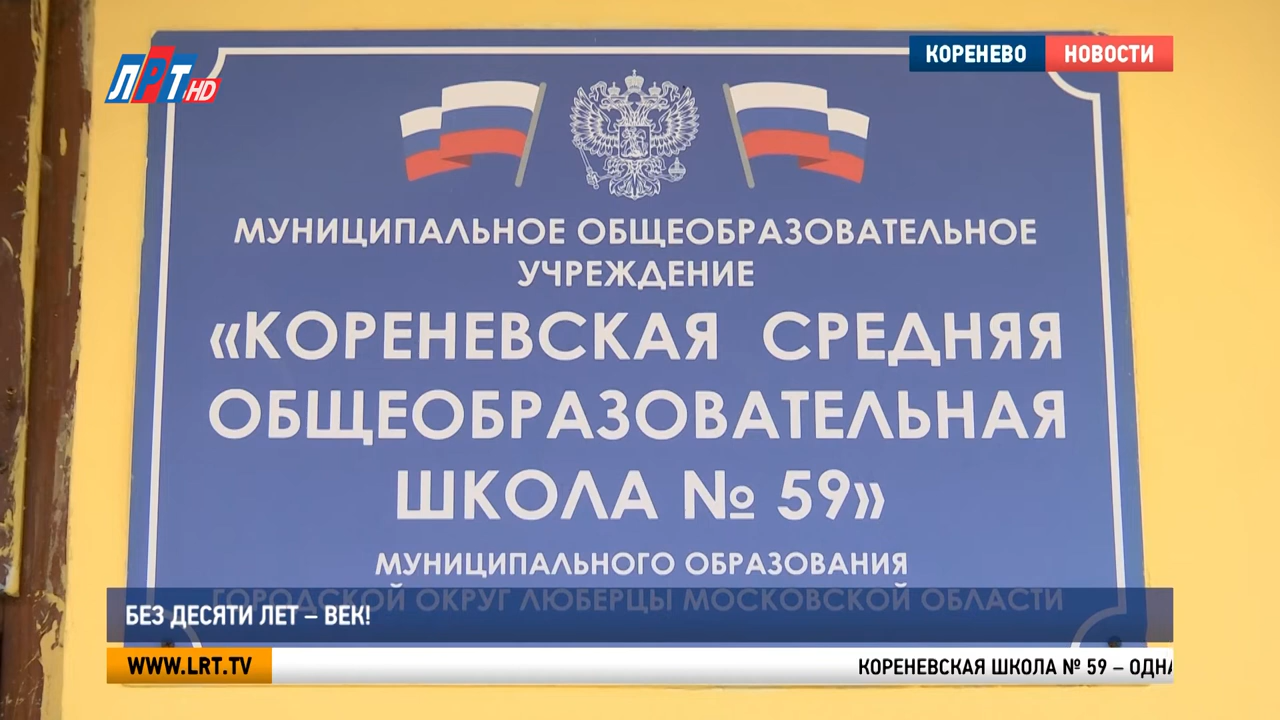 ЛРТ HD
КОРЕНЕВО НОВОСТИ
МУНИЦИПАЛЬНОЕ ОБЩЕОБРАЗОВАТЕЛЬНОЕ
УЧРЕЖДЕНИЕ
«КОРЕНЕВСКАЯ СРЕДНЯЯ
ОБЩЕОБРАЗОВАТЕЛЬНАЯ
ШКОЛА № 59»
МУНИЦИПАЛЬНОГО ОБРАЗОВАНИЯ
ГОРОДСКОЙ ОКРУГ ЛЮБЕРЦЫ МОСКОВСКОЙ ОБЛАСТИ
БЕЗ ДЕСЯТИ ЛЕТ – ВЕК!
WWW.LRT.TV
КОРЕНЕВСКАЯ ШКОЛА № 59 – ОДНА